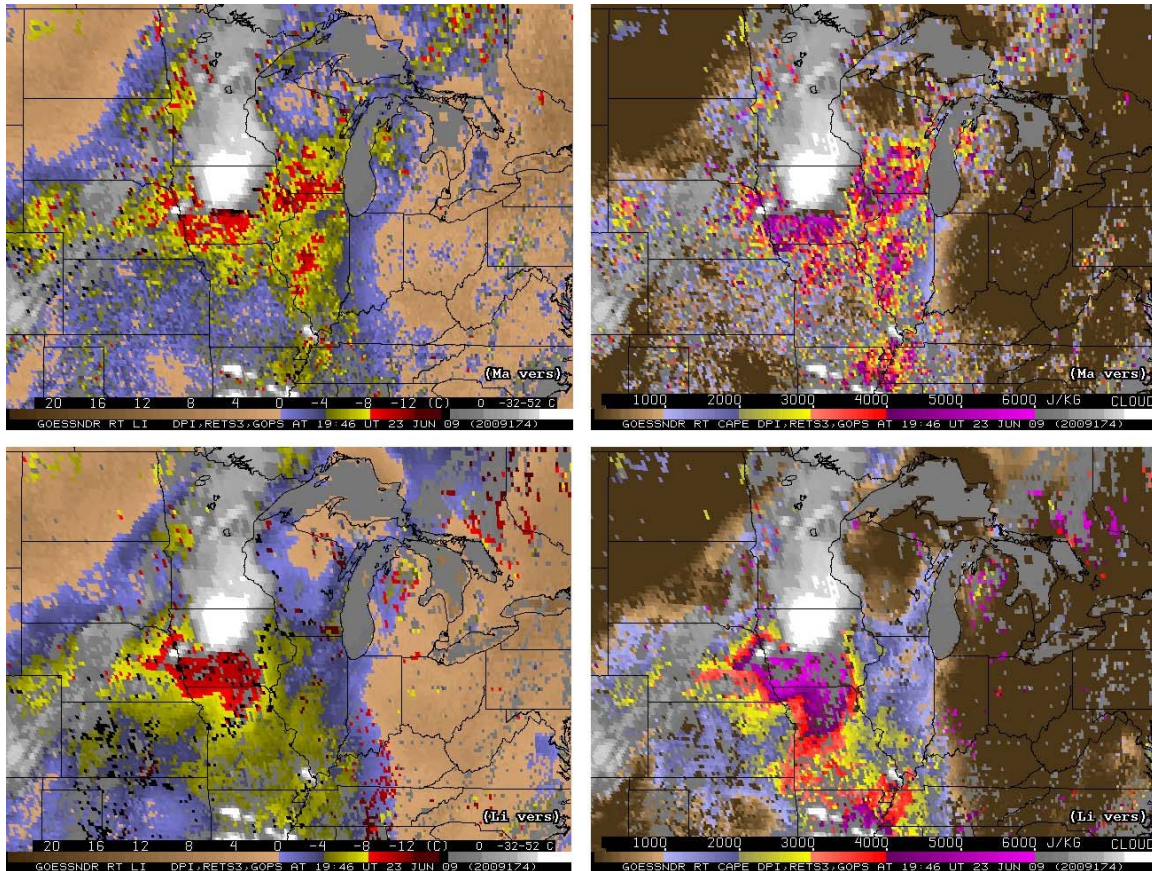 (Ma vers)
20 16 12 8 4 0 -4 -8 -12 (C) 0 -32-52 C
GOESSNDR RT LI DPI,RETS3,GOPS AT 19:46 UT 23 JUN 09 (2009174)
(Ma vers)
1000 2000 3000 4000 5000 6000 J/KG CLOUD
GOESSNDR RT CAPE DPI,RETS3,GOPS AT 19:46 UT 23 JUN 09 (2009174)
(Li vers)
20 16 12 8 4 0 -4 -8 -12 (C) 0 -32-52 C
GOESSNDR RT LI DPI,RETS3,GOPS AT 19:46 UT 23 JUN 09 (2009174)
(Li vers)
1000 2000 3000 4000 5000 6000 J/KG CLOUD
GOESSNDR RT CAPE DPI,RETS3,GOPS AT 19:46 UT 23 JUN 09 (2009174)